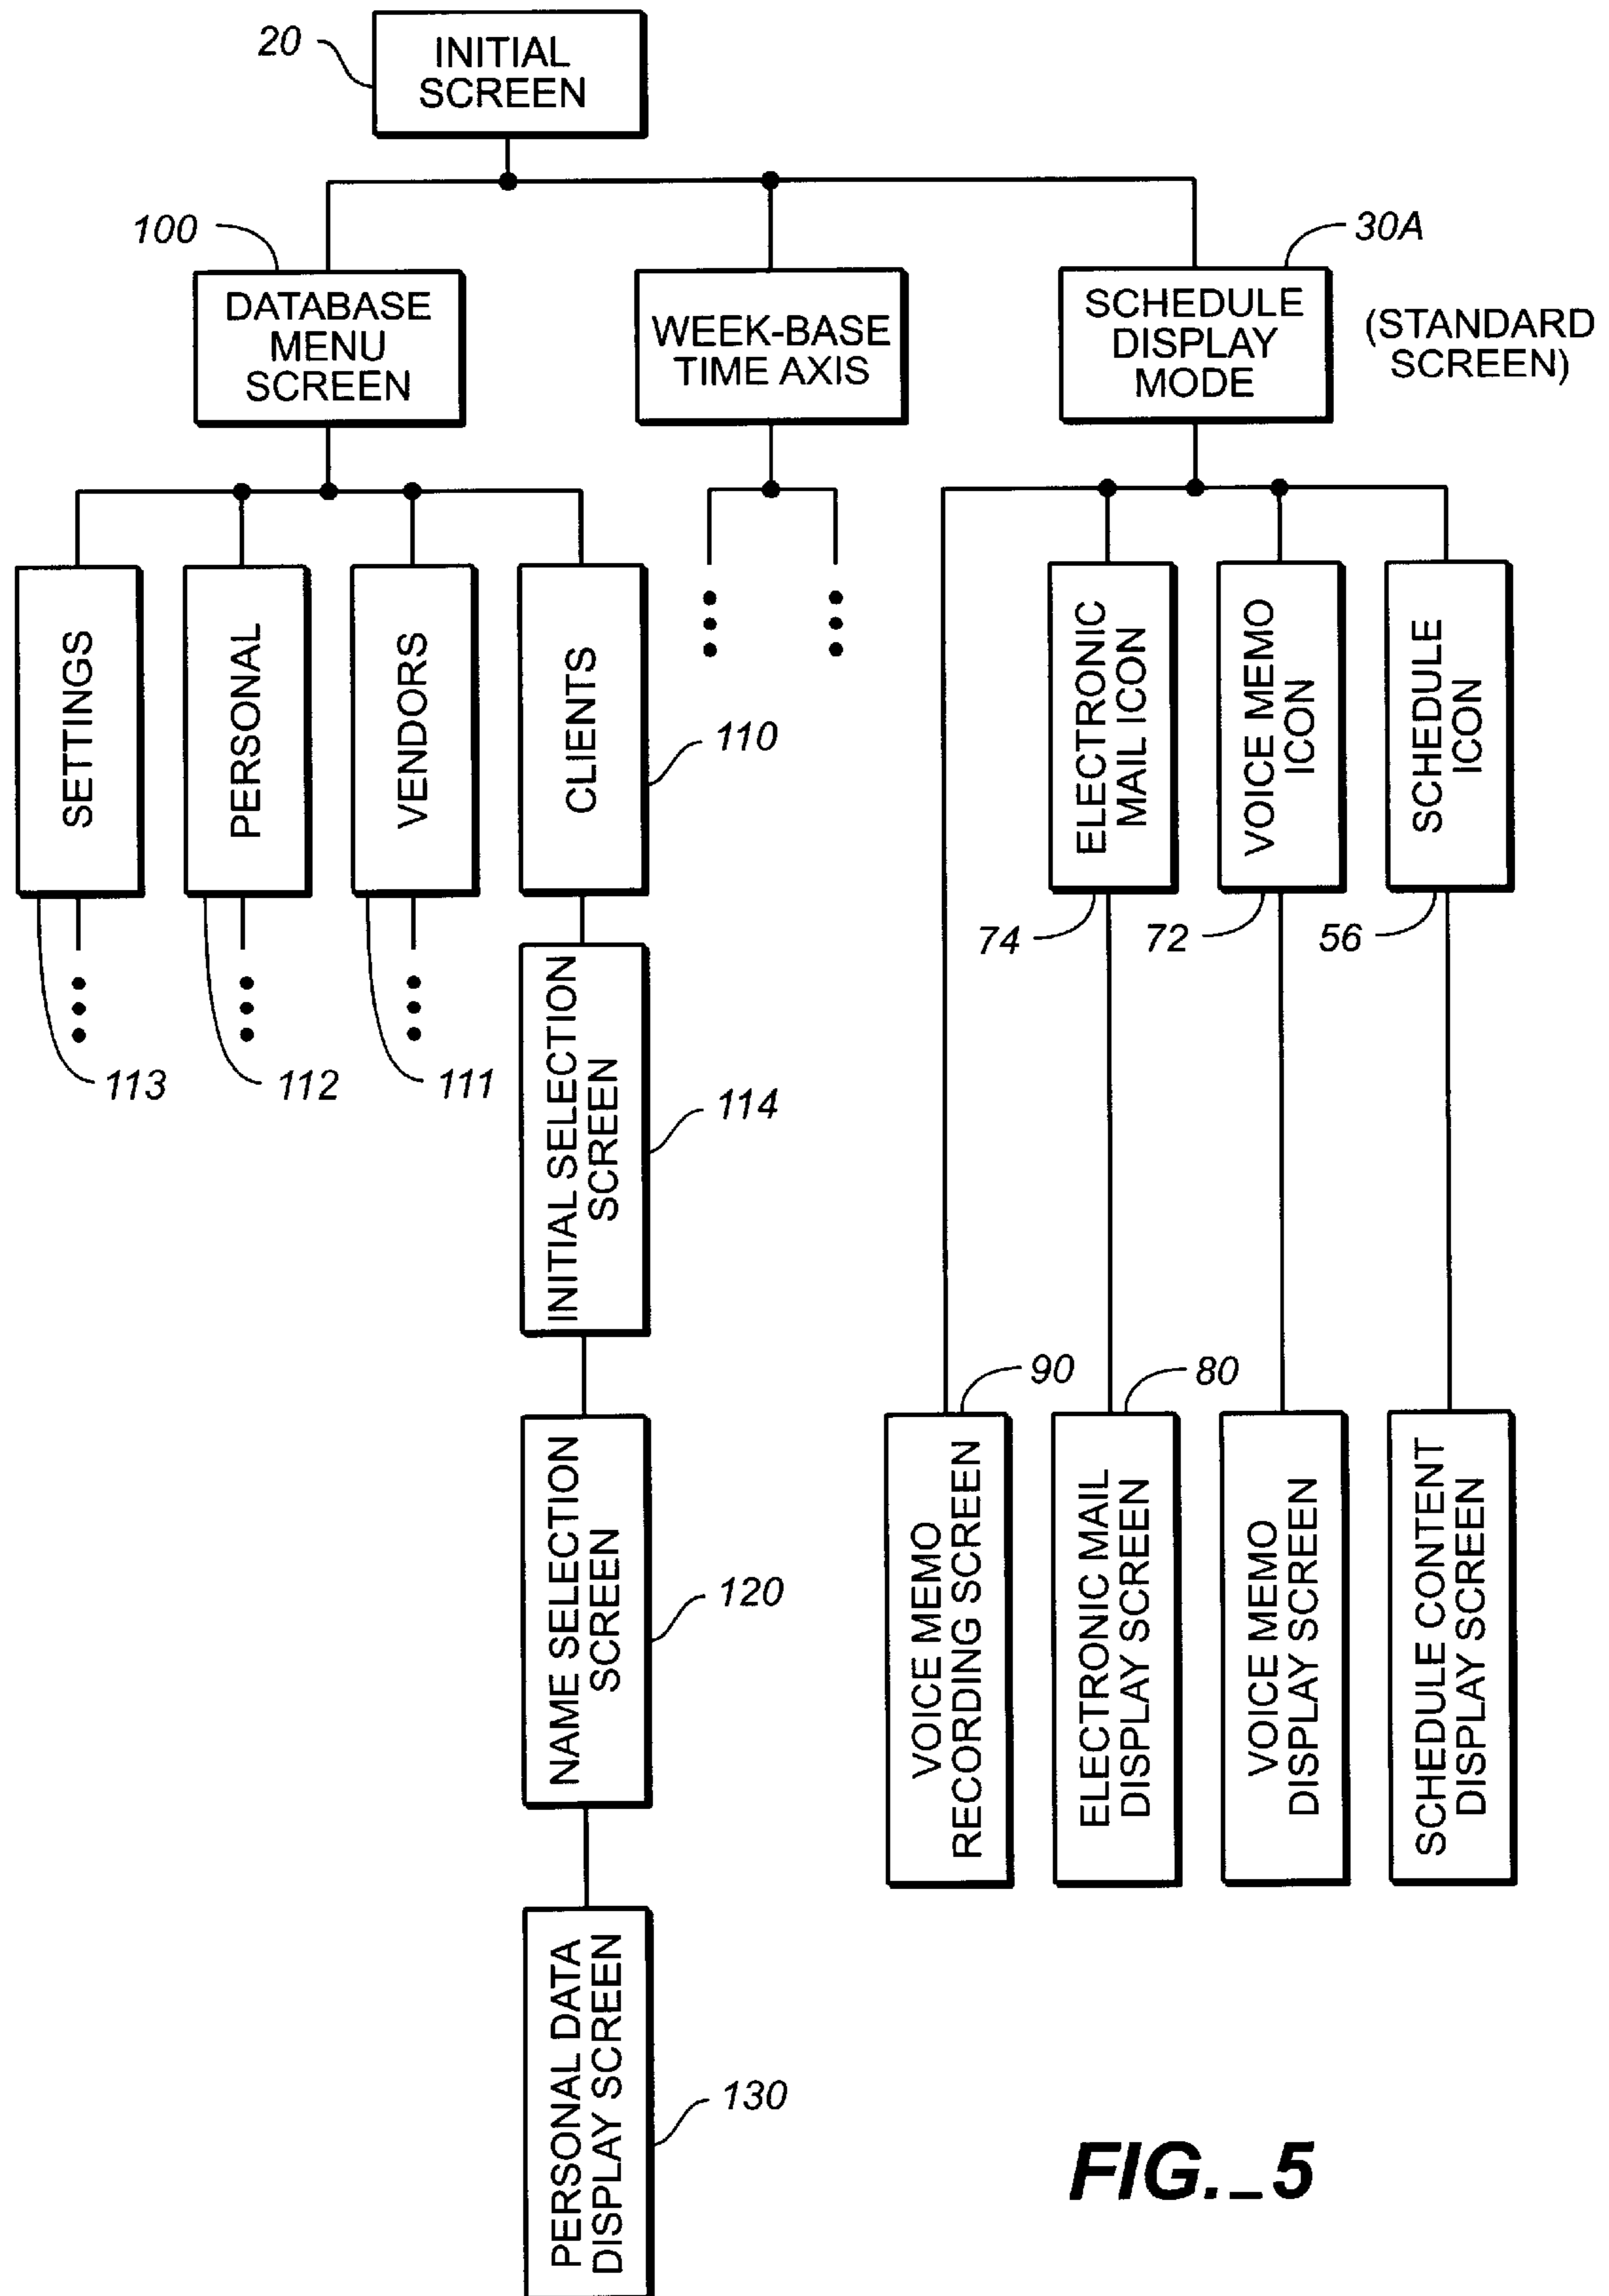 20
INITIAL
SCREEN
100
30A
DATABASE
MENU
SCREEN
WEEK-BASE
TIME AXIS
SCHEDULE
DISPLAY
MODE
(STANDARD
SCREEN)
SETTINGS
PERSONAL
VENDORS
CLIENTS
110
ELECTRONIC
MAIL ICON
VOICE MEMO
ICON
SCHEDULE
ICON
74
72
56
113
112
111
INITIAL SELECTION
SCREEN
114
90
80
NAME SELECTION
SCREEN
120
VOICE MEMO
RECORDING SCREEN
ELECTRONIC MAIL
DISPLAY SCREEN
VOICE MEMO
DISPLAY SCREEN
SCHEDULE CONTENT
DISPLAY SCREEN
PERSONAL DATA
DISPLAY SCREEN
130
FIG._5